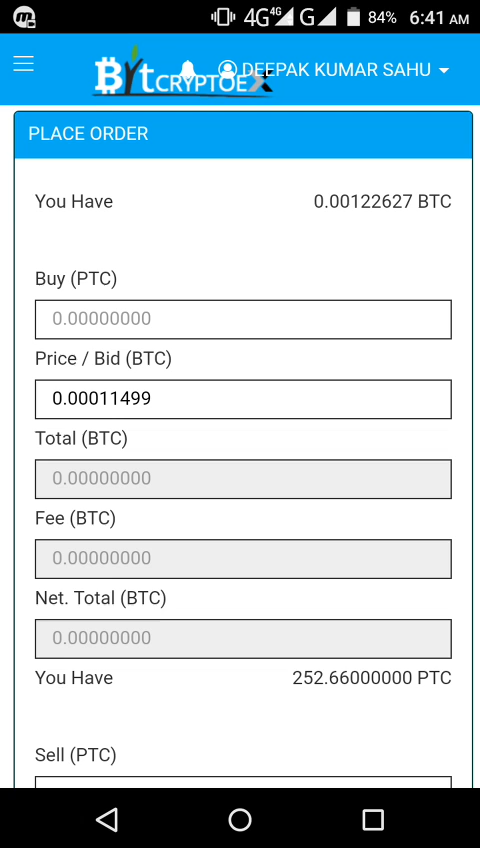 4G 4G G 84% 6:41 AM
BitCRYPTOEX DEEPAK KUMAR SAHU
PLACE ORDER
You Have 0.00122627 BTC
Buy (PTC)
0.00000000
Price / Bid (BTC)
0.00011499
Total (BTC)
0.00000000
Fee (BTC)
0.00000000
Net. Total (BTC)
0.00000000
You Have 252.66000000 PTC
Sell (PTC)